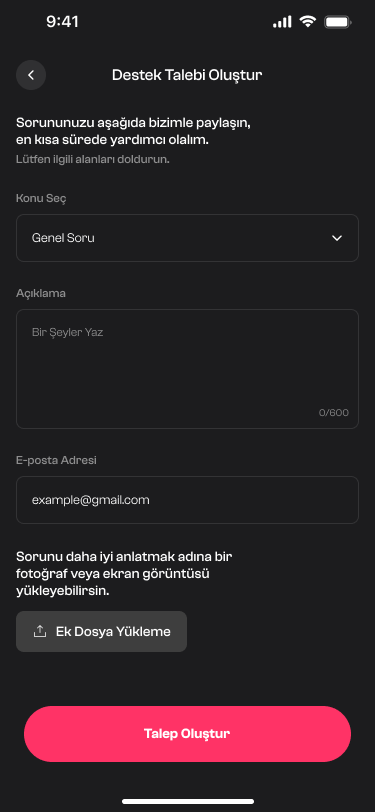 9:41
Destek Talebi Oluştur
Sorununuzu aşağıda bizimle paylaşın,
en kısa sürede yardımcı olalım.
Lütfen ilgili alanları doldurun.
Konu Seç
Genel Soru
Açıklama
Bir Şeyler Yaz
0/600
E-posta Adresi
example@gmail.com
Sorunu daha iyi anlatmak adına bir
fotoğraf veya ekran görüntüsü
yükleyebilirsin.
Ek Dosya Yükleme
Talep Oluştur